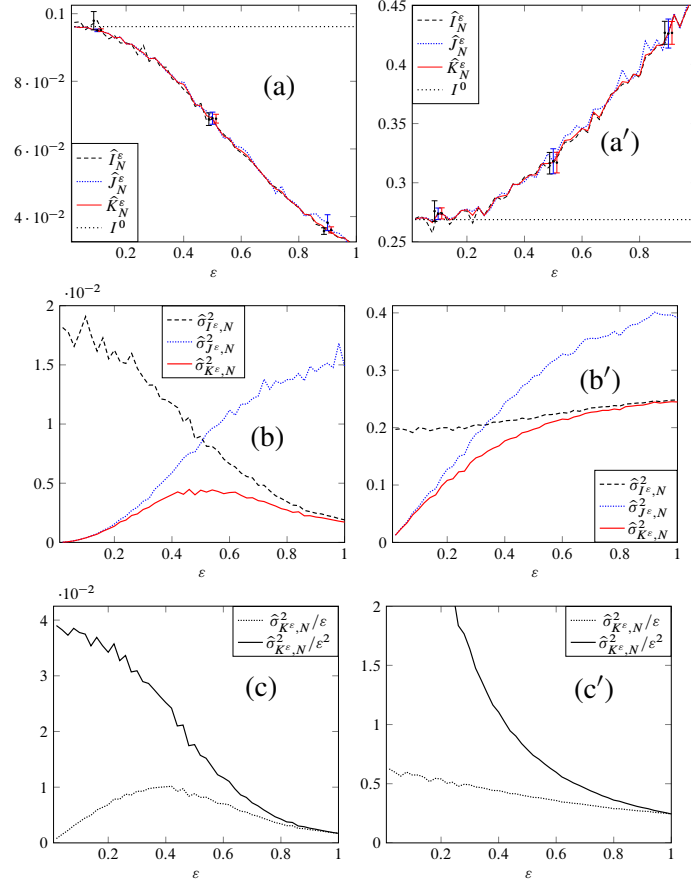 0.1
8 · 10⁻²
6 · 10⁻²
4 · 10⁻²
0.2 0.4 0.6 0.8 1
ε
(a)
Î_N^ε
Ĵ_N^ε
K̂_N^ε
I⁰
0.45
0.4
0.35
0.3
0.25
0.2 0.4 0.6 0.8
ε
(a′)
Î_N^ε
Ĵ_N^ε
K̂_N^ε
I⁰
·10⁻²
2
1.5
1
0.5
0
0.2 0.4 0.6 0.8 1
ε
(b)
σ̂²_{I^ε,N}
σ̂²_{J^ε,N}
σ̂²_{K^ε,N}
0.4
0.3
0.2
0.1
0
0.2 0.4 0.6 0.8 1
ε
(b′)
σ̂²_{I^ε,N}
σ̂²_{J^ε,N}
σ̂²_{K^ε,N}
·10⁻²
4
3
2
1
0
0.2 0.4 0.6 0.8 1
ε
(c)
σ̂²_{K^ε,N}/ε
σ̂²_{K^ε,N}/ε²
2
1.5
1
0.5
0
0.2 0.4 0.6 0.8 1
ε
(c′)
σ̂²_{K^ε,N}/ε
σ̂²_{K^ε,N}/ε²